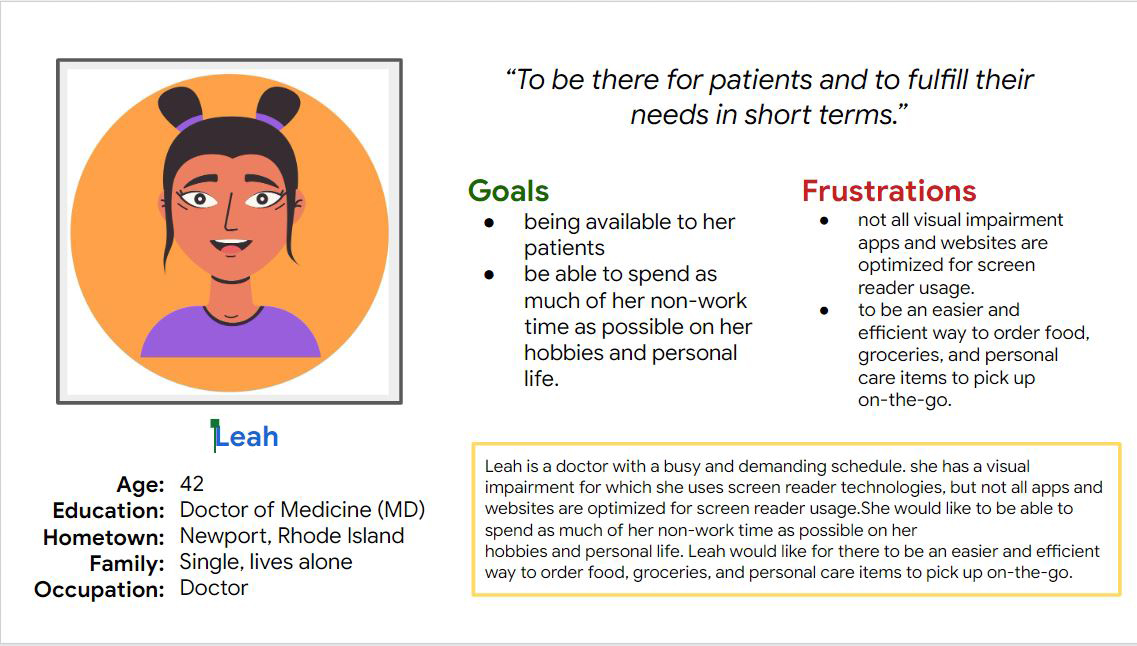 “To be there for patients and to fulfill their
needs in short terms.”
Goals
● being available to her
patients
● be able to spend as
much of her non-work
time as possible on her
hobbies and personal
life.
Frustrations
● not all visual impairment
apps and websites are
optimized for screen
reader usage.
● to be an easier and
efficient way to order food,
groceries, and personal
care items to pick up
on-the-go.
Leah
Age: 42
Education: Doctor of Medicine (MD)
Hometown: Newport, Rhode Island
Family: Single, lives alone
Occupation: Doctor
Leah is a doctor with a busy and demanding schedule. she has a visual
impairment for which she uses screen reader technologies, but not all apps and
websites are optimized for screen reader usage.She would like to be able to
spend as much of her non-work time as possible on her
hobbies and personal life. Leah would like for there to be an easier and efficient
way to order food, groceries, and personal care items to pick up on-the-go.